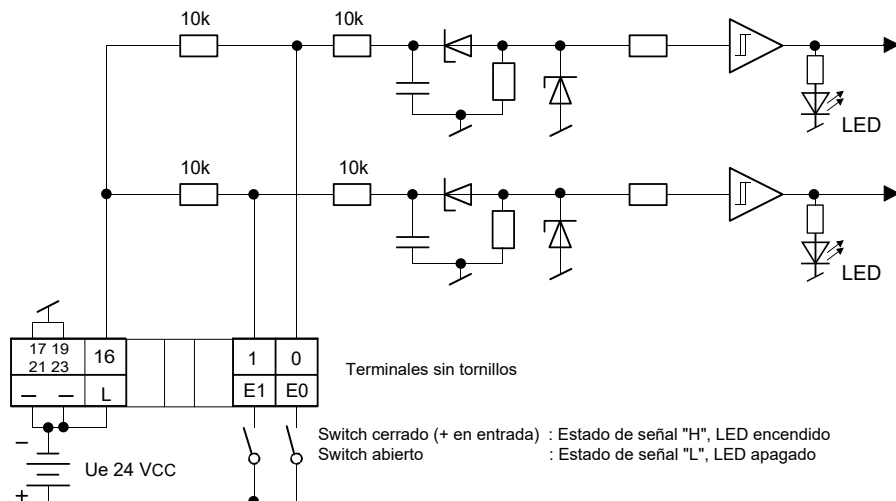 10k 10k
LED
10k 10k
LED
17 19 16 1 0
21 23
L E1 E0
Terminales sin tornillos
Switch cerrado (+ en entrada) : Estado de señal "H", LED encendido
Switch abierto : Estado de señal "L", LED apagado
−
Ue 24 VCC
+